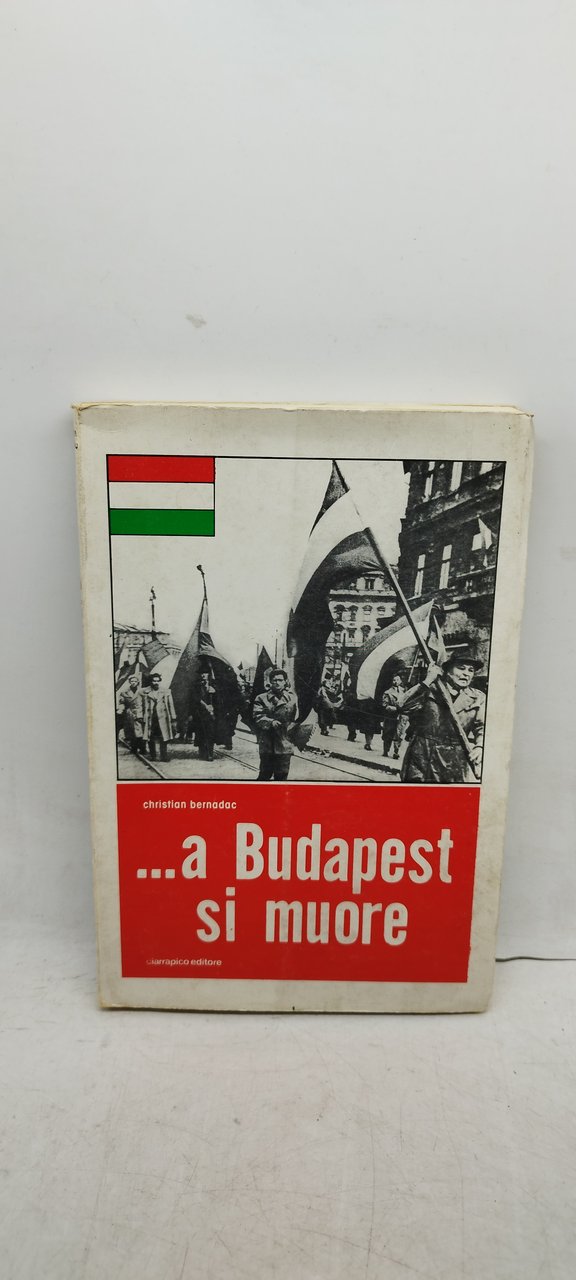 christian bernadac
...a Budapest
si muore
ciarrapico editore